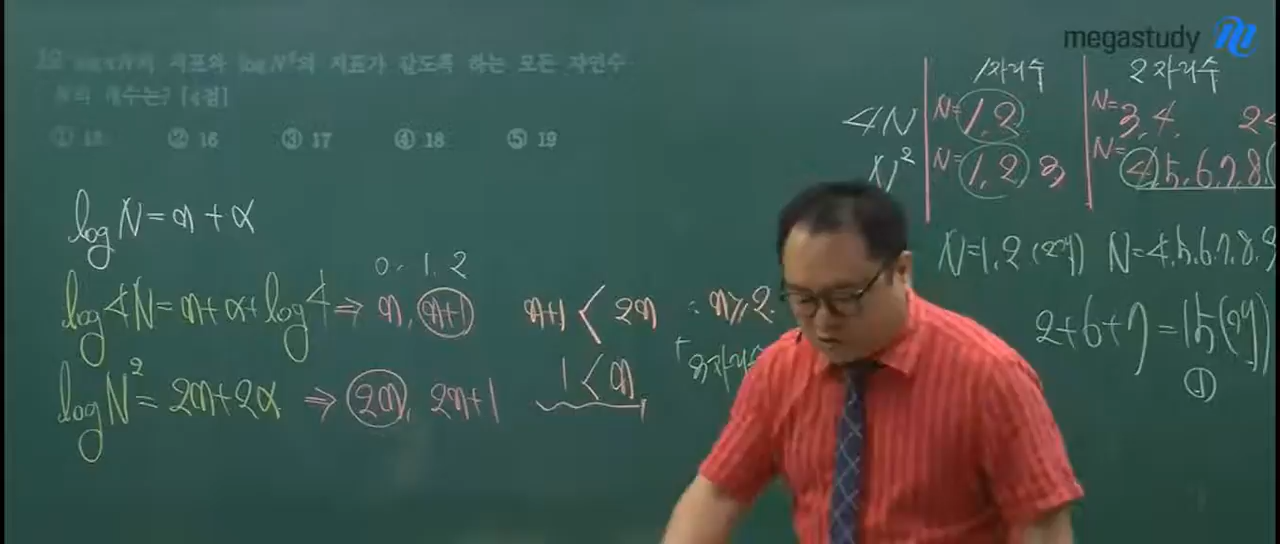 megastudy
12 log4N의 지표와 log N²의 지표가 같도록 하는 모든 자연수
N의 개수는? [4점]
① 15 ② 16 ③ 17 ④ 18 ⑤ 19
log N = n + α
log 4N = n + α + log 4 ⇒ n, n+1
0, 1, 2
log N² = 2n + 2α ⇒ 2n, 2n+1
n+1 < 2n ∴ n ≥ 2
1 < n
1자리수 2자리수
4N N= 1, 2 N= 3, 4,
N² N= 1, 2, 3 N= 4, 5, 6, 7, 8,
N=1, 2 (2개) N=4, 5, 6, 7, 8, 9
2+6+7=15(개)
①